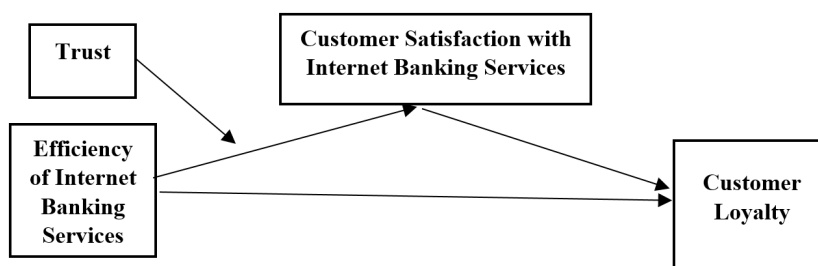 Trust
Customer Satisfaction with
Internet Banking Services
Efficiency
of Internet
Banking
Services
Customer
Loyalty